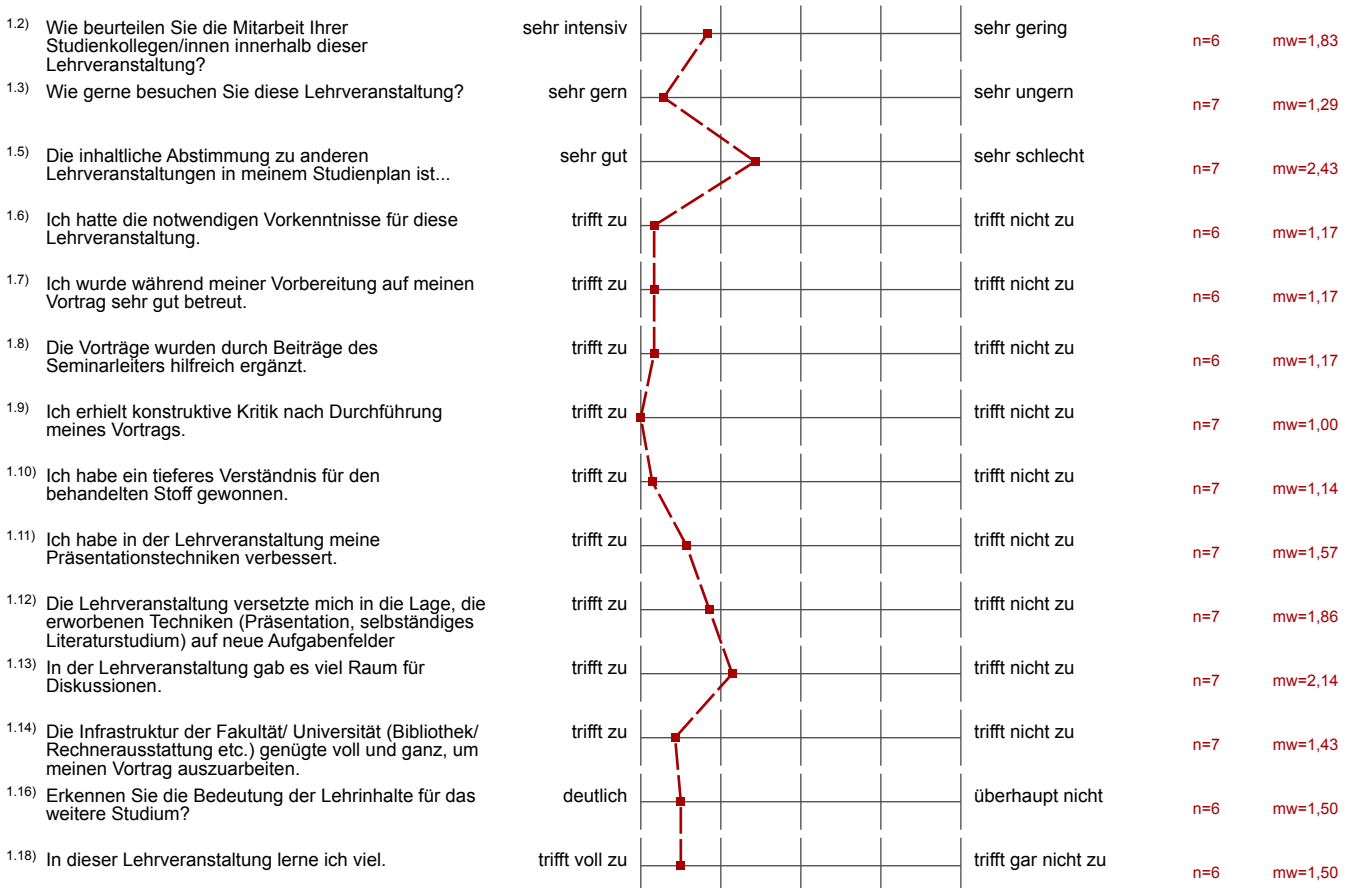 1.2) Wie beurteilen Sie die Mitarbeit Ihrer sehr intensiv sehr gering n=6 mw=1,83
Studienkollegen/innen innerhalb dieser
Lehrveranstaltung?
1.3) Wie gerne besuchen Sie diese Lehrveranstaltung? sehr gern sehr ungern n=7 mw=1,29
1.5) Die inhaltliche Abstimmung zu anderen sehr gut sehr schlecht n=7 mw=2,43
Lehrveranstaltungen in meinem Studienplan ist...
1.6) Ich hatte die notwendigen Vorkenntnisse für diese trifft zu trifft nicht zu n=6 mw=1,17
Lehrveranstaltung.
1.7) Ich wurde während meiner Vorbereitung auf meinen trifft zu trifft nicht zu n=6 mw=1,17
Vortrag sehr gut betreut.
1.8) Die Vorträge wurden durch Beiträge des trifft zu trifft nicht zu n=6 mw=1,17
Seminarleiters hilfreich ergänzt.
1.9) Ich erhielt konstruktive Kritik nach Durchführung trifft zu trifft nicht zu n=7 mw=1,00
meines Vortrags.
1.10) Ich habe ein tieferes Verständnis für den trifft zu trifft nicht zu n=7 mw=1,14
behandelten Stoff gewonnen.
1.11) Ich habe in der Lehrveranstaltung meine trifft zu trifft nicht zu n=7 mw=1,57
Präsentationstechniken verbessert.
1.12) Die Lehrveranstaltung versetzte mich in die Lage, die trifft zu trifft nicht zu n=7 mw=1,86
erworbenen Techniken (Präsentation, selbständiges
Literaturstudium) auf neue Aufgabenfelder
1.13) In der Lehrveranstaltung gab es viel Raum für trifft zu trifft nicht zu n=7 mw=2,14
Diskussionen.
1.14) Die Infrastruktur der Fakultät/ Universität (Bibliothek/ trifft zu trifft nicht zu n=7 mw=1,43
Rechnerausstattung etc.) genügte voll und ganz, um
meinen Vortrag auszuarbeiten.
1.16) Erkennen Sie die Bedeutung der Lehrinhalte für das deutlich überhaupt nicht n=6 mw=1,50
weitere Studium?
1.18) In dieser Lehrveranstaltung lerne ich viel. trifft voll zu trifft gar nicht zu n=6 mw=1,50